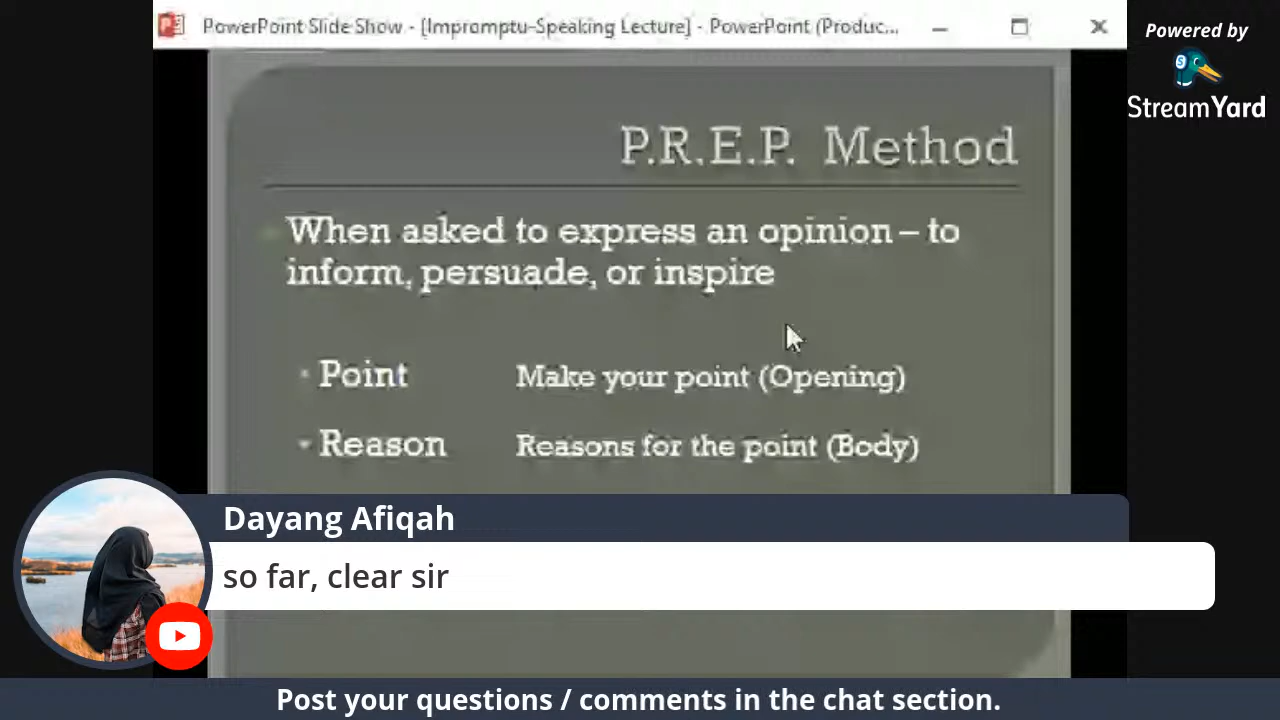 PowerPoint Slide Show - [Impromptu-Speaking Lecture] - PowerPoint (Produc...
Powered by
StreamYard
P.R.E.P. Method
When asked to express an opinion – to
inform, persuade, or inspire
Point Make your point (Opening)
Reason Reasons for the point (Body)
Dayang Afiqah
so far, clear sir
Post your questions / comments in the chat section.